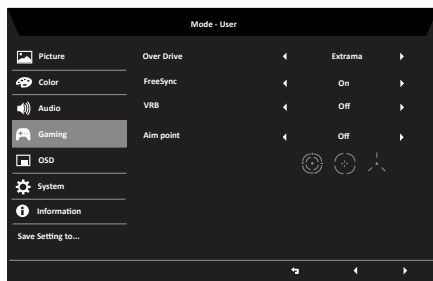 Mode - User
Picture
Over Drive
Extrama
Color
FreeSync
On
Audio
VRB
Off
Gaming
Aim point
Off
OSD
System
Information
Save Setting to...